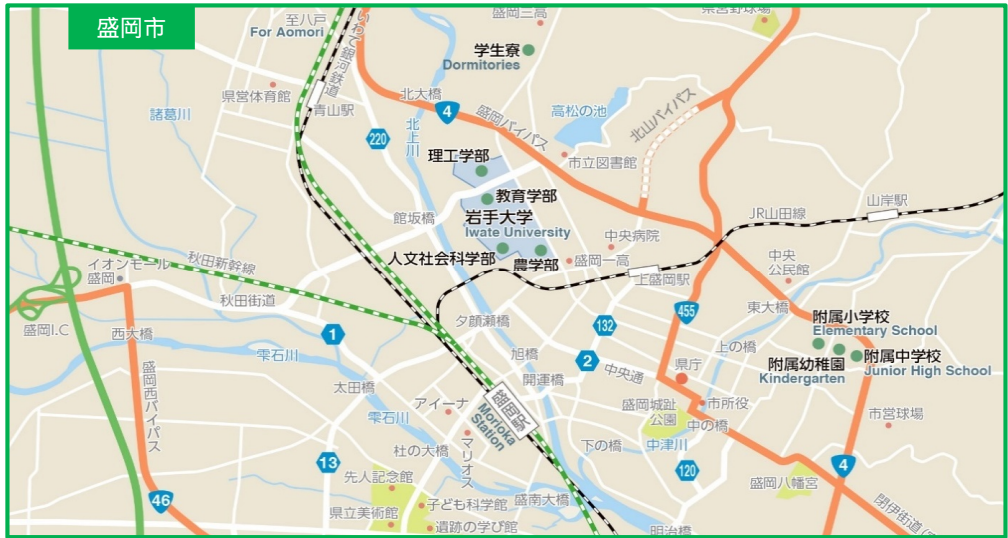 盛岡市
至八戸
For Aomori
いわて銀河鉄道
盛岡三高
県営野球場
学生寮
Dormitories
県営体育館
青山駅
北大橋
4
盛岡バイパス
高松の池
北山バイパス
諸葛川
220
北上川
理工学部
市立図書館
教育学部
山岸駅
館坂橋
岩手大学
Iwate University
JR山田線
中央病院
人文社会科学部
農学部
盛岡一高
上盛岡駅
中央
公民館
イオンモール
盛岡
秋田新幹線
秋田街道
盛岡I.C
西大橋
1
夕顔瀬橋
132
455
東大橋
附属小学校
Elementary School
雫石川
旭橋
2
上の橋
附属幼稚園
Kindergarten
附属中学校
Junior High School
太田橋
開運橋
中央通
県庁
盛岡西バイパス
雫石川
アイーナ
盛岡駅
Morioka
Station
盛岡城趾
公園
市所役
中の橋
市営球場
杜の大橋
マリオス
下の橋
中津川
13
先人記念館
120
4
盛岡八幡宮
46
子ども科学館
盛南大橋
県立美術館
遺跡の学び館
明治橋
閉伊街道